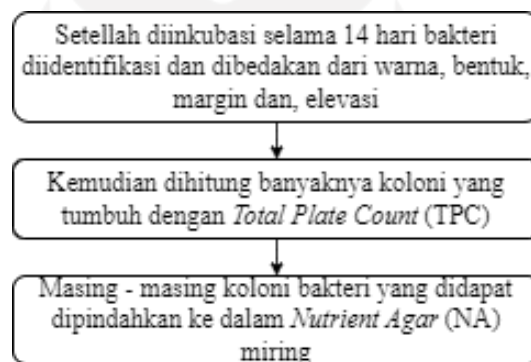 Setellah diinkubasi selama 14 hari bakteri
diidentifikasi dan dibedakan dari warna, bentuk,
margin dan, elevasi
Kemudian dihitung banyaknya koloni yang
tumbuh dengan Total Plate Count (TPC)
Masing - masing koloni bakteri yang didapat
dipindahkan ke dalam Nutrient Agar (NA)
miring